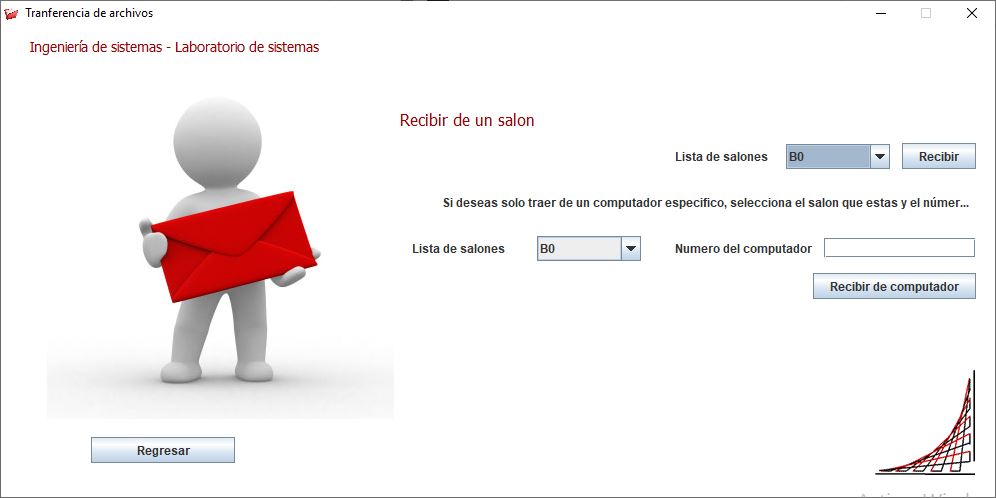 Tranferencia de archivos
Ingeniería de sistemas - Laboratorio de sistemas
Recibir de un salon
Lista de salones B0 Recibir
Si deseas solo traer de un computador especifico, selecciona el salon que estas y el númer...
Lista de salones B0 Numero del computador
Recibir de computador
Regresar